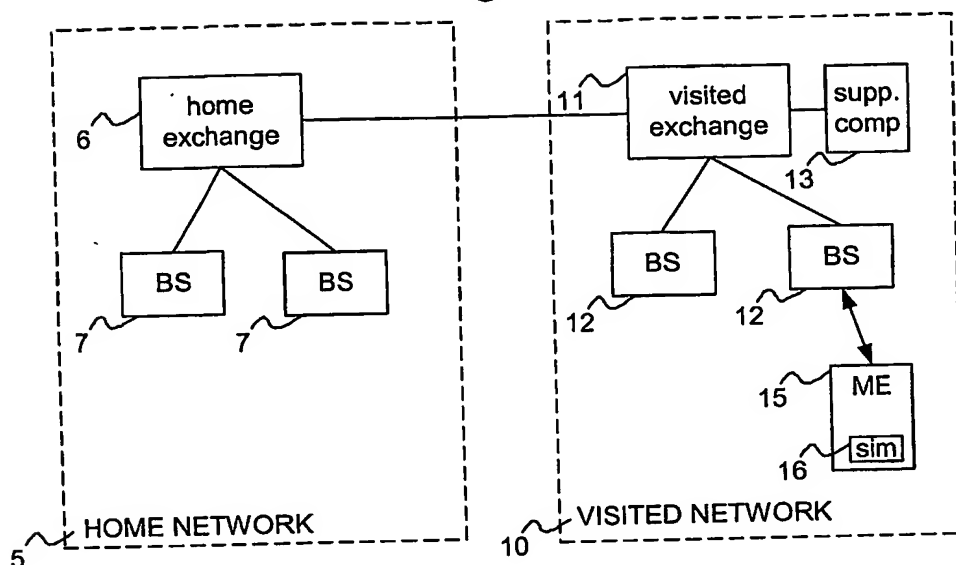 home
exchange
6
BS
BS
7
7
5
HOME NETWORK
11
visited
exchange
supp.
comp
13
BS
BS
12
12
15
ME
16
sim
10
VISITED NETWORK